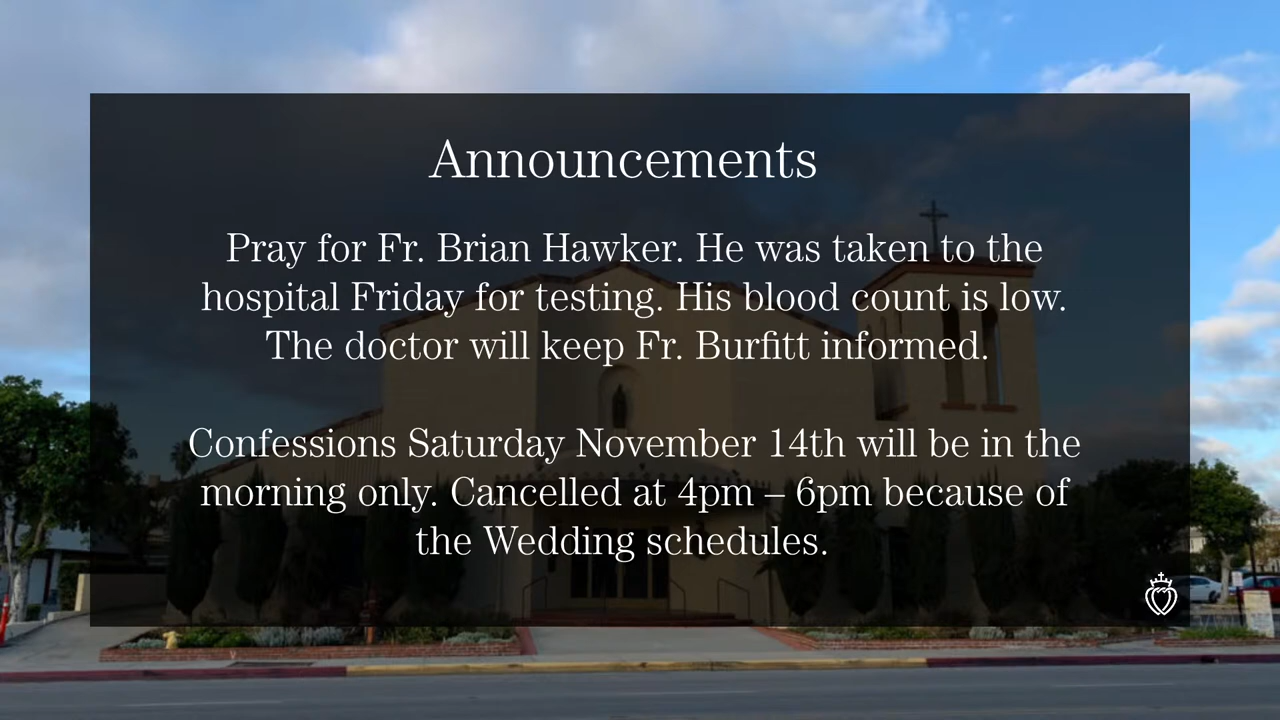 Announcements
Pray for Fr. Brian Hawker. He was taken to the
hospital Friday for testing. His blood count is low.
The doctor will keep Fr. Burfitt informed.
Confessions Saturday November 14th will be in the
morning only. Cancelled at 4pm – 6pm because of
the Wedding schedules.